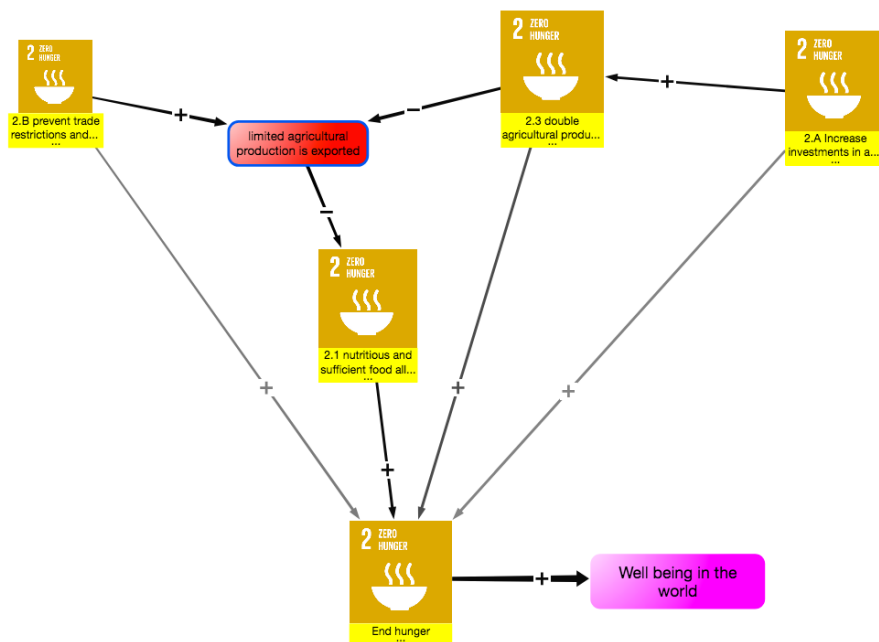 2 ZERO
HUNGER
2.B prevent trade
restrictions and...
...
+
limited agricultural
production is exported
−
2 ZERO
HUNGER
2.3 double
agricultural produ...
...
+
2 ZERO
HUNGER
2.A Increase
investments in a...
...
−
2 ZERO
HUNGER
2.1 nutritious and
sufficient food all...
...
+
+
+
+
2 ZERO
HUNGER
End hunger
...
+
Well being in the
world